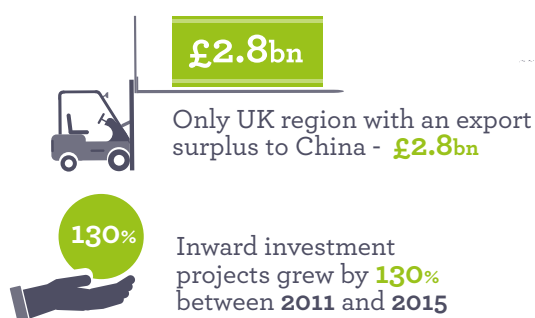 £2.8bn
Only UK region with an export
surplus to China - £2.8bn
130%
Inward investment
projects grew by 130%
between 2011 and 2015